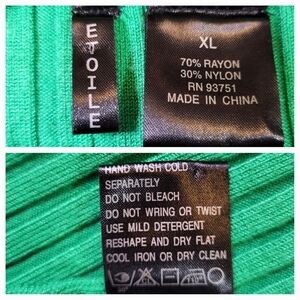 ETOILE
XL
70% RAYON
30% NYLON
RN 93751
MADE IN CHINA
HAND WASH COLD
SEPARATELY
DO NOT BLEACH
DO NOT WRING OR TWIST
USE MILD DETERGENT
RESHAPE AND DRY FLAT
COOL IRON OR DRY CLEAN